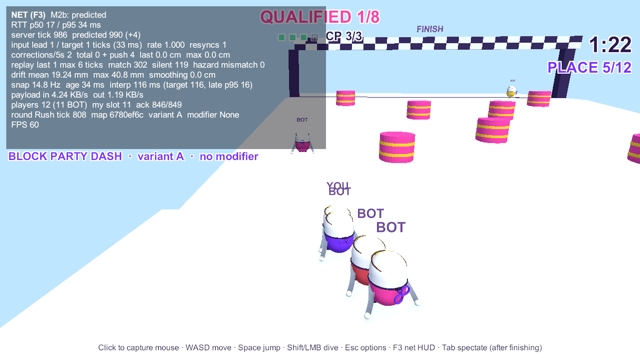 NET (F3) M2b: predicted
RTT p50 17 / p95 34 ms
server tick 986 predicted 990 (+4)
input lead 1 / target 1 ticks (33 ms) rate 1.000 resyncs 1
corrections/5s 2 total 0 + push 4 last 0.0 cm max 0.0 cm
replay last 1 max 6 ticks match 302 silent 119 hazard mismatch 0
drift mean 19.24 mm max 40.8 mm smoothing 0.0 cm
snap 14.8 Hz age 34 ms interp 116 ms (target 116, late p95 16)
payload in 4.24 KB/s out 1.19 KB/s
players 12 (11 BOT) my slot 11 ack 846/849
round Rush tick 808 map 6780ef6c variant A modifier None
FPS 60
QUALIFIED 1/8
CP 3/3
FINISH
1:22
PLACE 5/12
BLOCK PARTY DASH · variant A · no modifier
BOT
YOU
BOT
BOT
BOT
Click to capture mouse · WASD move · Space jump · Shift/LMB dive · Esc options · F3 net HUD · Tab spectate (after finishing)